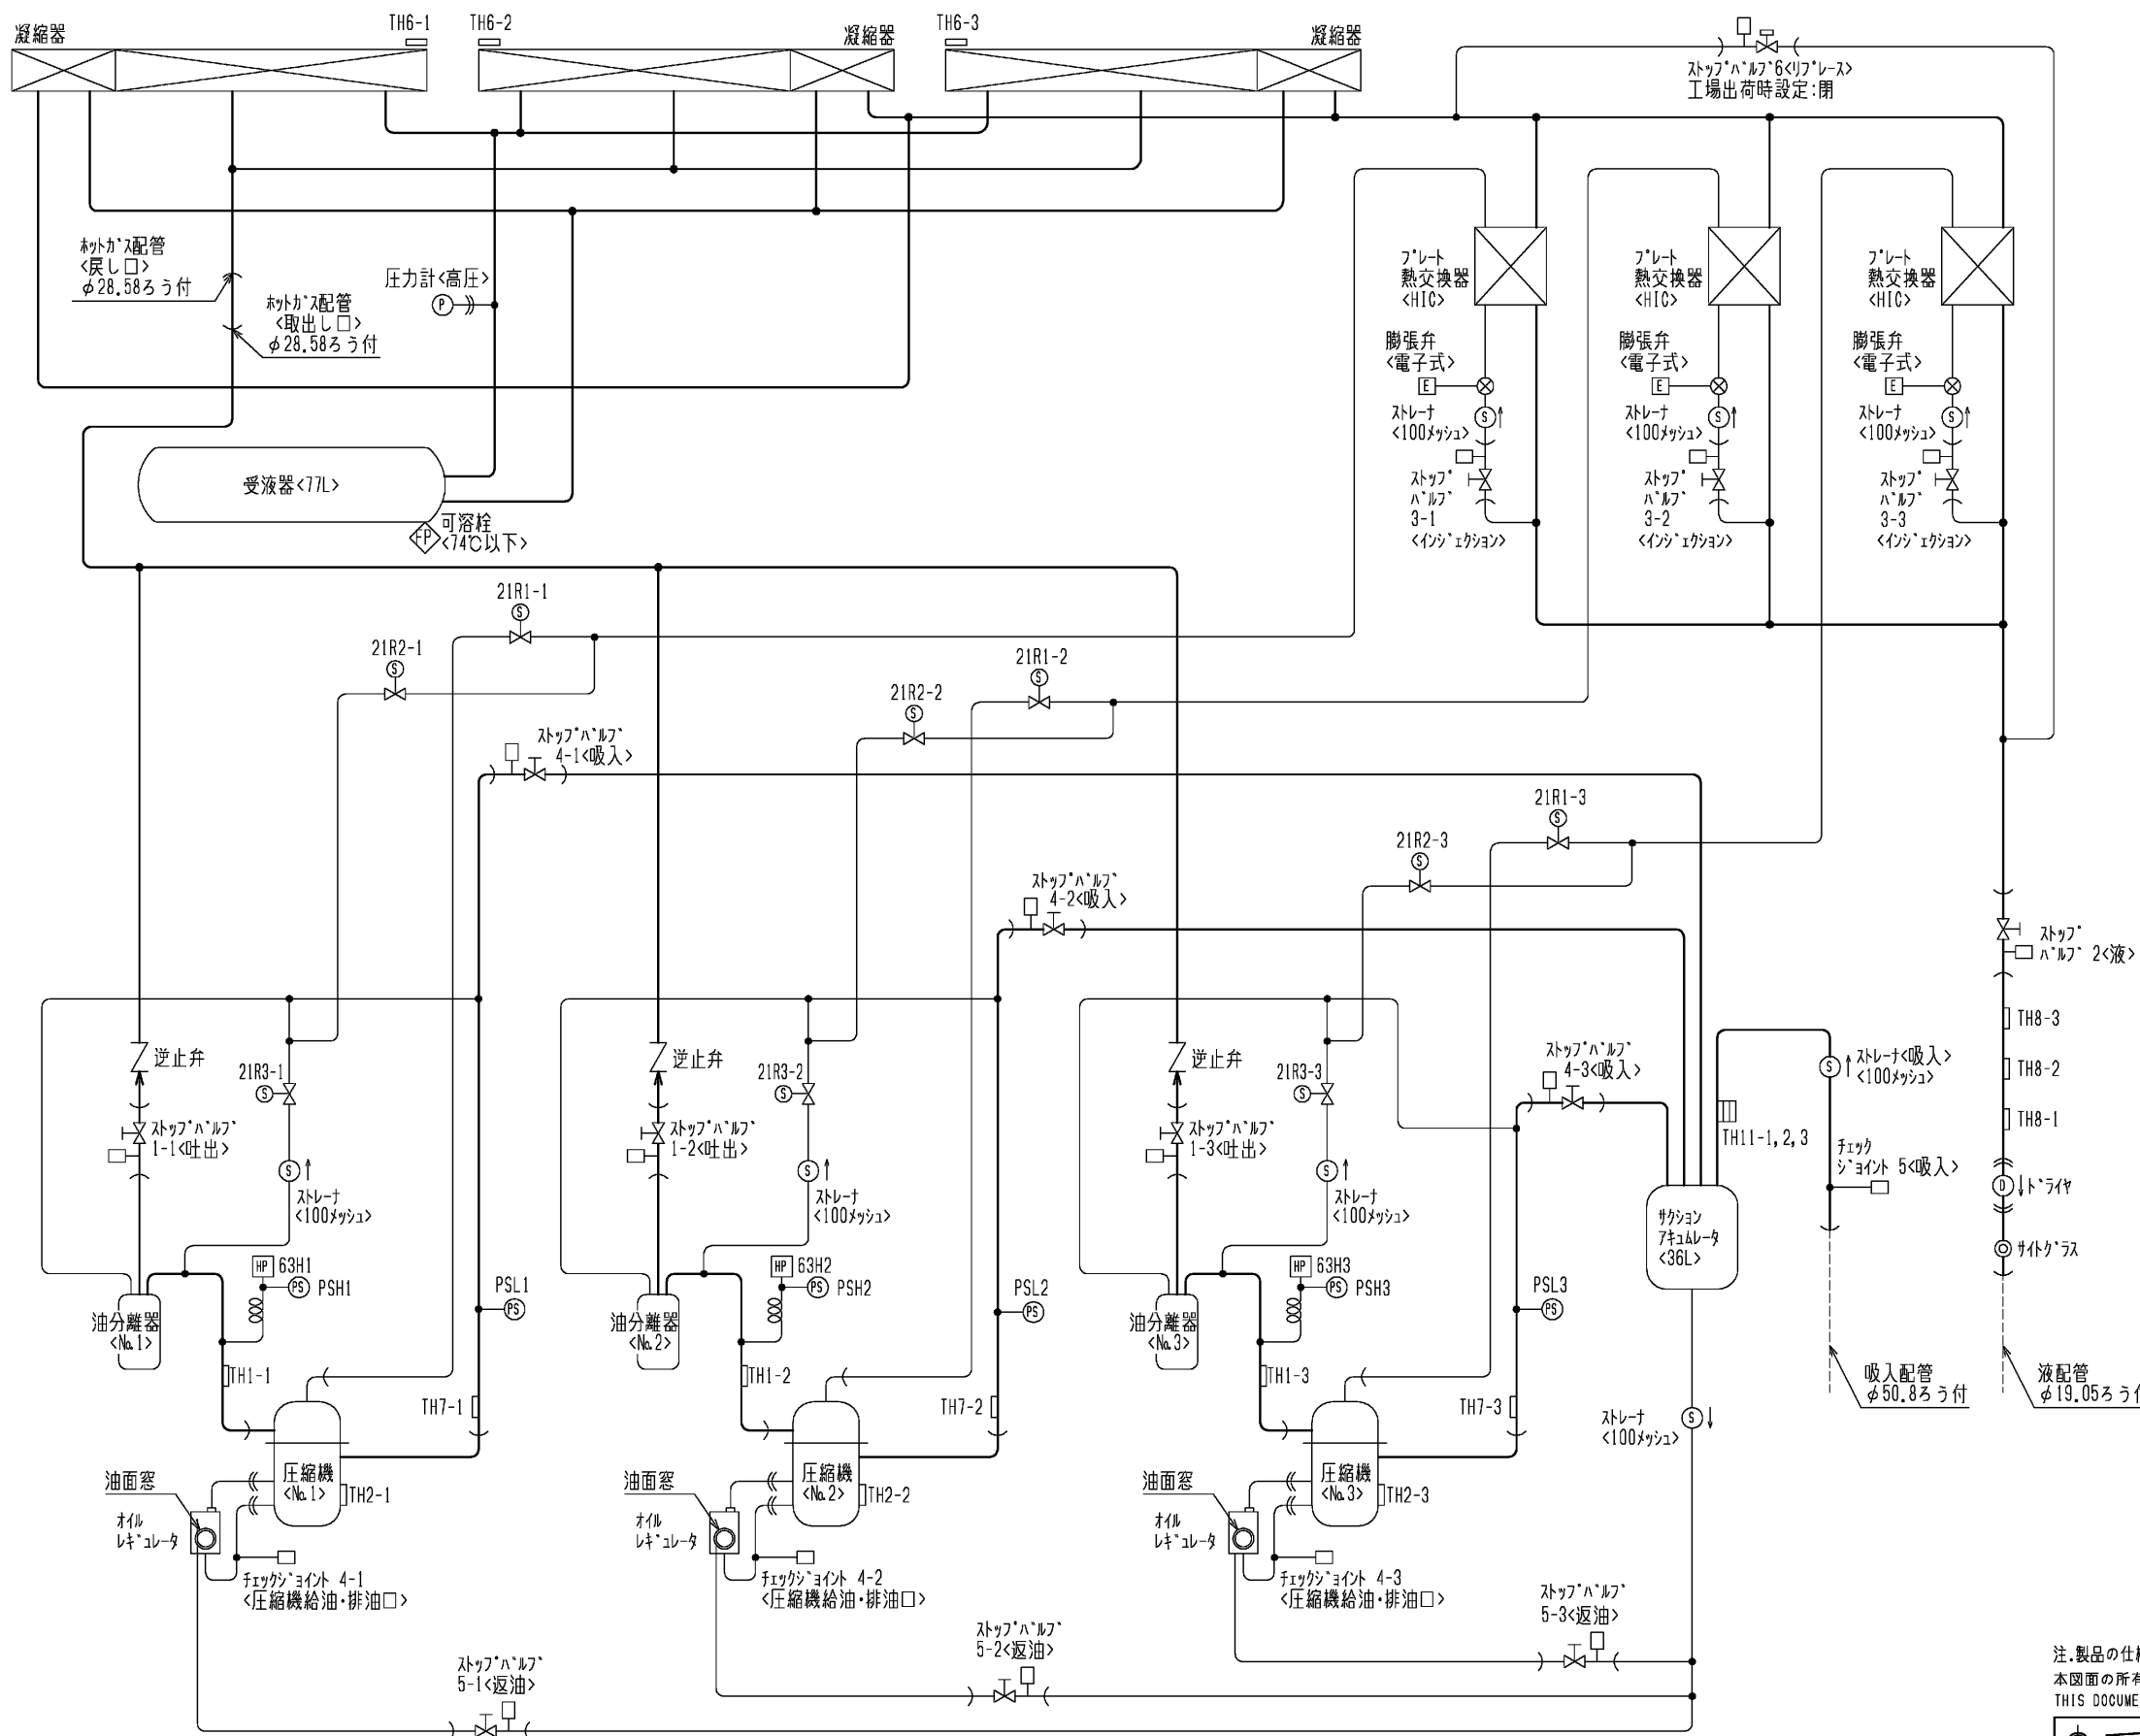 凝縮器
TH6-1
TH6-2
凝縮器
TH6-3
凝縮器
ストップバルブ6<リプレース>
工場出荷時設定:閉
ホットガス配管
<戻し口>
φ28.58ろう付
ホットガス配管
<取出し口>
φ28.58ろう付
圧力計<高圧>
P
プレート
熱交換器
<HIC>
プレート
熱交換器
<HIC>
プレート
熱交換器
<HIC>
膨張弁
<電子式>
E
膨張弁
<電子式>
E
膨張弁
<電子式>
E
ストレーナ
<100メッシュ>
S
ストレーナ
<100メッシュ>
S
ストレーナ
<100メッシュ>
S
ストップ
バルブ
3-1
<インジェクション>
ストップ
バルブ
3-2
<インジェクション>
ストップ
バルブ
3-3
<インジェクション>
受液器<77L>
FP
可溶栓
<74℃以下>
21R1-1
S
21R2-1
S
21R1-2
S
21R2-2
S
ストップバルブ
4-1<吸入>
21R1-3
S
21R2-3
S
ストップバルブ
4-2<吸入>
ストップ
バルブ 2<液>
TH8-3
TH8-2
TH8-1
逆止弁
21R3-1
S
ストップバルブ
1-1<吐出>
S
ストレーナ
<100メッシュ>
逆止弁
21R3-2
S
ストップバルブ
1-2<吐出>
S
ストレーナ
<100メッシュ>
逆止弁
21R3-3
S
ストップバルブ
1-3<吐出>
S
ストレーナ
<100メッシュ>
ストップバルブ
4-3<吸入>
S
ストレーナ<吸入>
<100メッシュ>
TH11-1,2,3
チェック
ジョイント 5<吸入>
D
ドライヤ
サイトグラス
サクション
アキュムレータ
<36L>
HP
63H1
PS
PSH1
PSL1
PS
HP
63H2
PS
PSH2
PSL2
PS
HP
63H3
PS
PSH3
PSL3
PS
油分離器
<No.1>
油分離器
<No.2>
油分離器
<No.3>
TH1-1
TH7-1
TH1-2
TH7-2
TH1-3
TH7-3
吸入配管
φ50.8ろう付
液配管
φ19.05ろう付
ストレーナ
<100メッシュ>
S
油面窓
圧縮機
<No.1>
TH2-1
オイル
レギュレータ
油面窓
圧縮機
<No.2>
TH2-2
オイル
レギュレータ
油面窓
圧縮機
<No.3>
TH2-3
オイル
レギュレータ
チェックジョイント 4-1
<圧縮機給油・排油口>
チェックジョイント 4-2
<圧縮機給油・排油口>
チェックジョイント 4-3
<圧縮機給油・排油口>
ストップバルブ
5-3<返油>
ストップバルブ
5-2<返油>
ストップバルブ
5-1<返油>
注.製品の仕
本図面の所有
THIS DOCUME